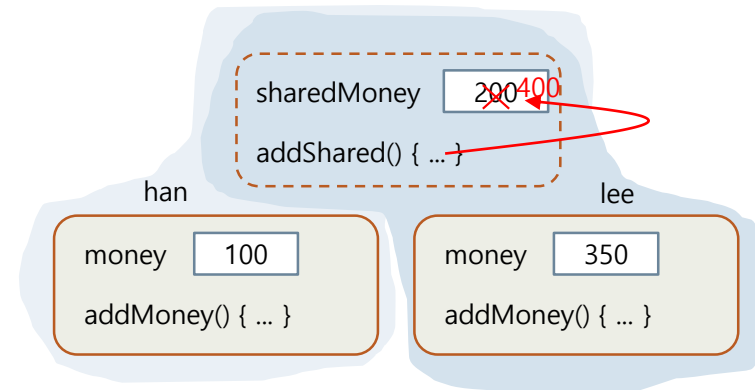 sharedMoney 200 400
addShared() { ... }
han
lee
money 100
addMoney() { ... }
money 350
addMoney() { ... }